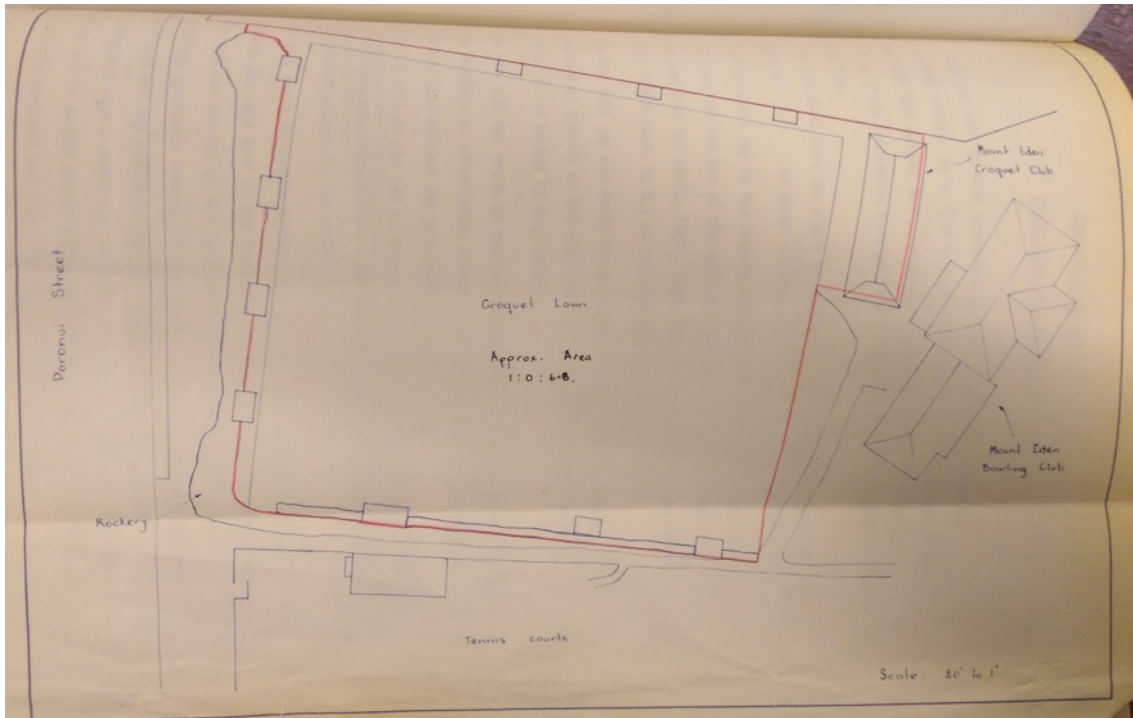 Mount Eden
Croquet Club
Poronui Street
Croquet Lawn
Approx. Area
1:0:6·8.
Mount Eden
Bowling Club
Rockery
Tennis courts
Scale: 40' to 1"